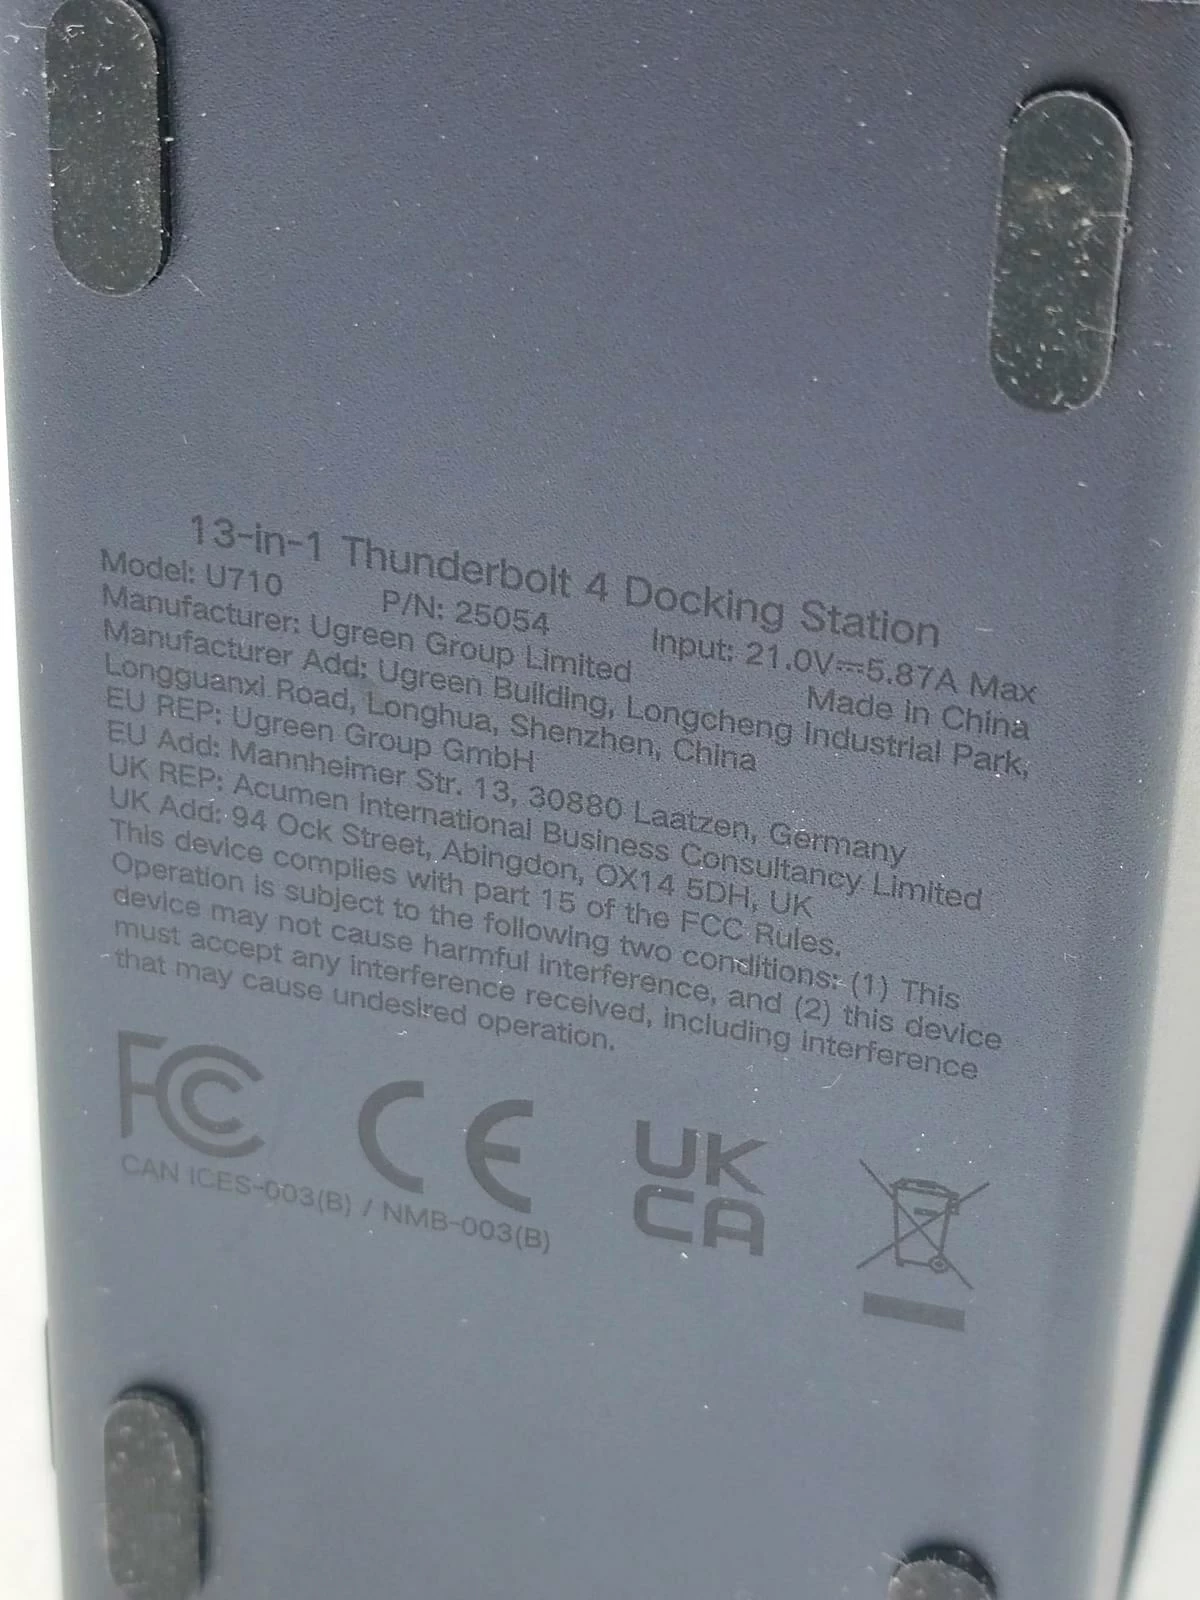 13-in-1 Thunderbolt 4 Docking Station
Model: U710 P/N: 25054 Input: 21.0V⎓5.87A Max
Manufacturer: Ugreen Group Limited Made in China
Manufacturer Add: Ugreen Building, Longcheng Industrial Park,
Longguanxi Road, Longhua, Shenzhen, China
EU REP: Ugreen Group GmbH
EU Add: Mannheimer Str. 13, 30880 Laatzen, Germany
UK REP: Acumen International Business Consultancy Limited
UK Add: 94 Ock Street, Abingdon, OX14 5DH, UK
This device complies with part 15 of the FCC Rules.
Operation is subject to the following two conditions: (1) This
device may not cause harmful interference, and (2) this device
must accept any interference received, including interference
that may cause undesired operation.
FC CE UK
CA
CAN ICES-003(B) / NMB-003(B)